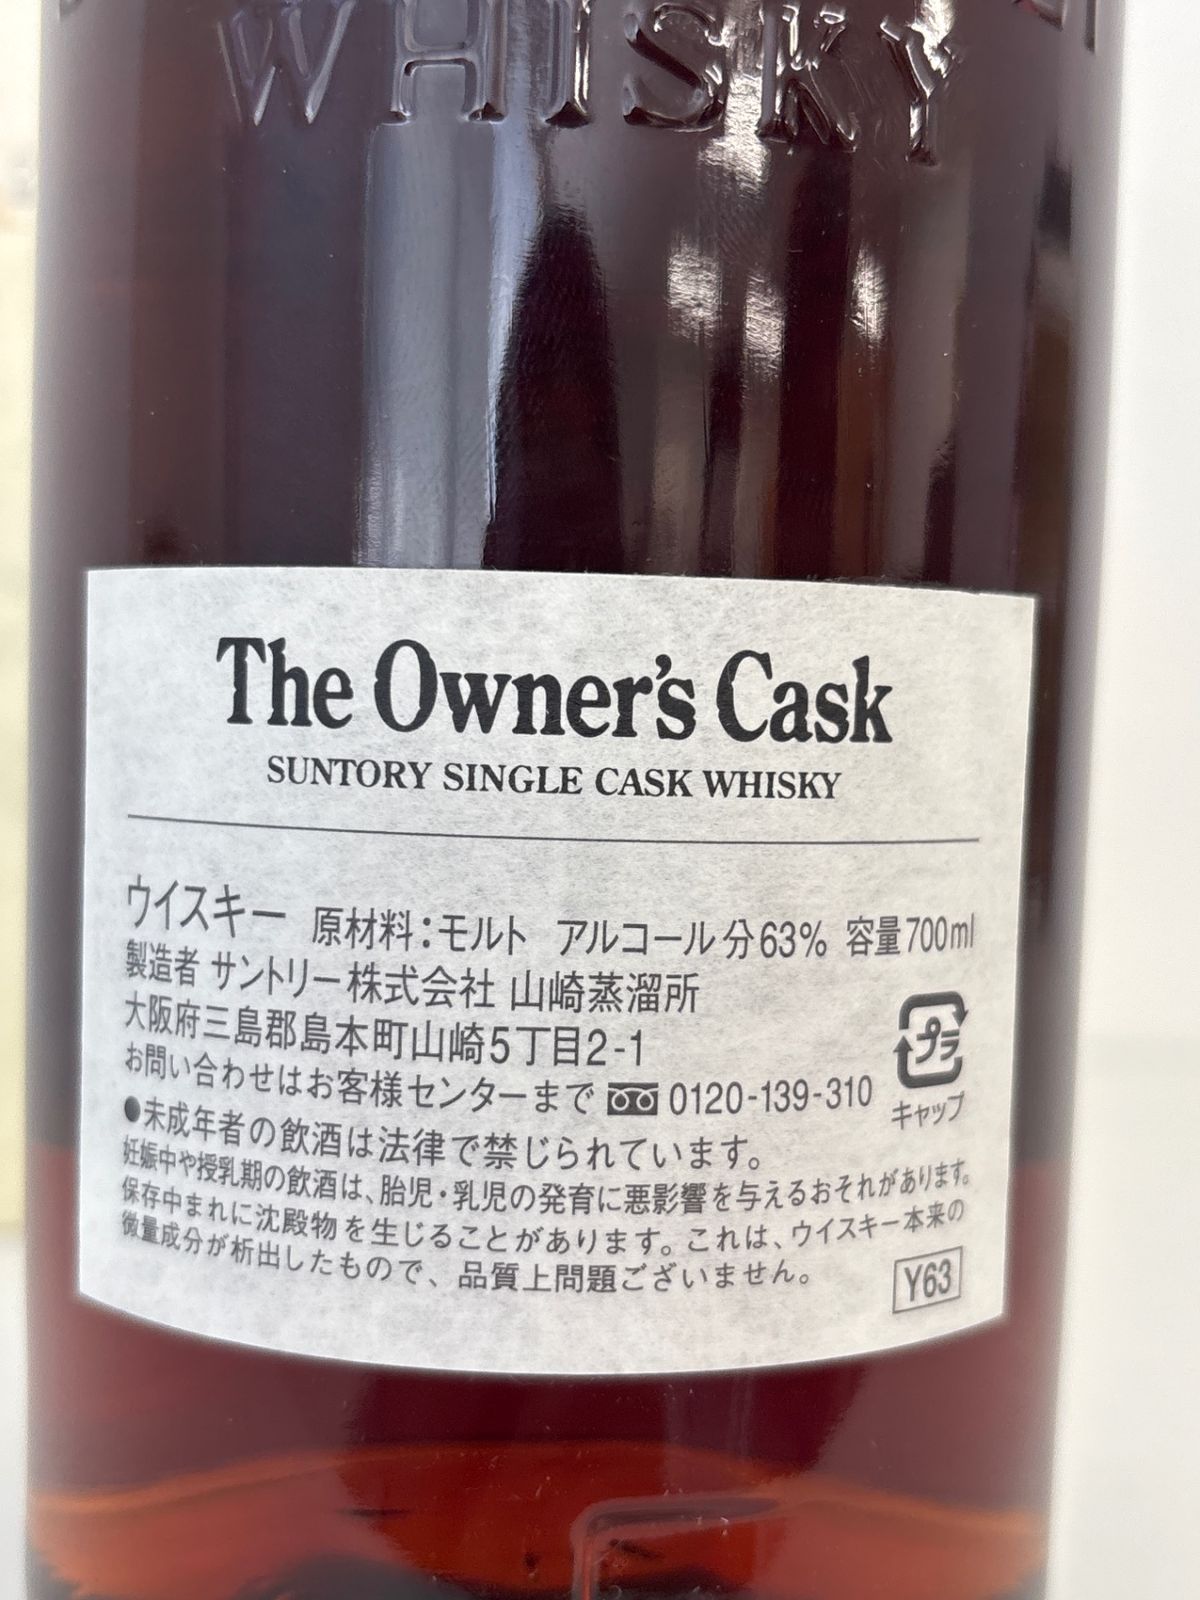 WHISKY
The Owner's Cask
SUNTORY SINGLE CASK WHISKY
ウイスキー 原材料：モルト アルコール分63% 容量700ml
製造者 サントリー株式会社 山崎蒸溜所
大阪府三島郡島本町山崎5丁目2-1
お問い合わせはお客様センターまで 0120-139-310
プラ
キャップ
●未成年者の飲酒は法律で禁じられています。
妊娠中や授乳期の飲酒は、胎児・乳児の発育に悪影響を与えるおそれがあります。
保存中まれに沈殿物を生じることがあります。これは、ウイスキー本来の
微量成分が析出したもので、品質上問題ございません。
Y63